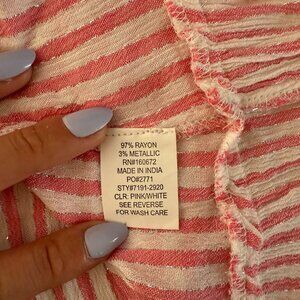 97% RAYON
3% METALLIC
RN#160672
MADE IN INDIA
PO#2771
STY#7191-2920
CLR: PINK/WHITE
SEE REVERSE
FOR WASH CARE